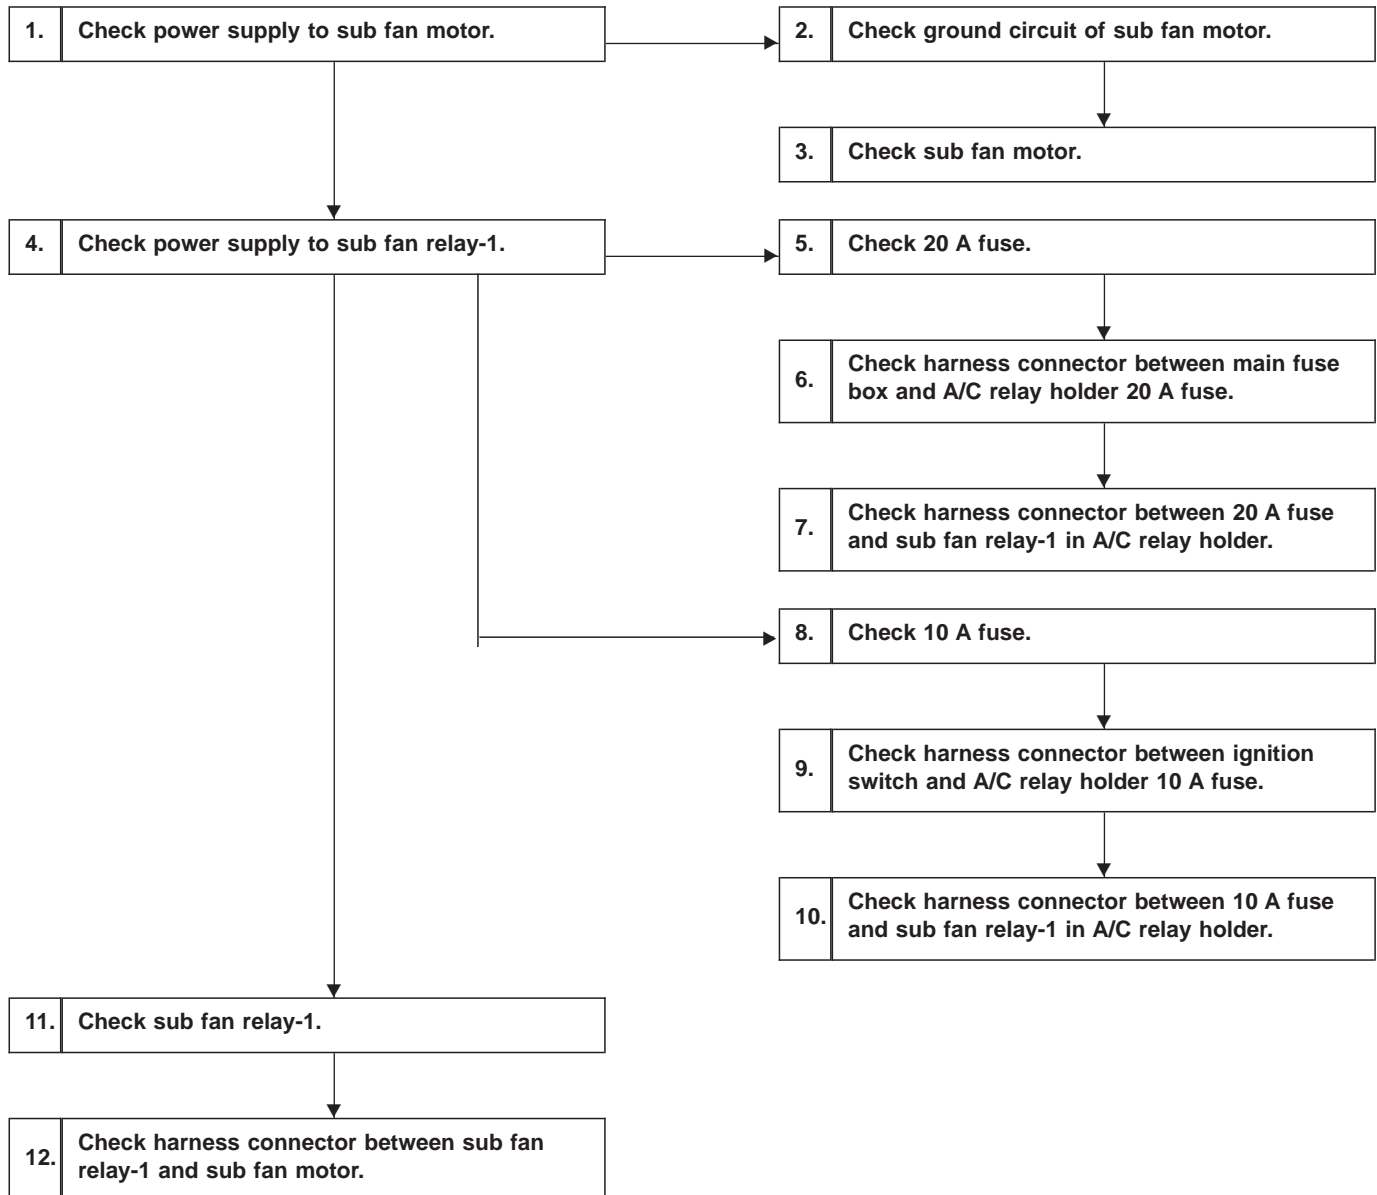 1. Check power supply to sub fan motor.
2. Check ground circuit of sub fan motor.
3. Check sub fan motor.
4. Check power supply to sub fan relay-1.
5. Check 20 A fuse.
6. Check harness connector between main fuse
box and A/C relay holder 20 A fuse.
7. Check harness connector between 20 A fuse
and sub fan relay-1 in A/C relay holder.
8. Check 10 A fuse.
9. Check harness connector between ignition
switch and A/C relay holder 10 A fuse.
10. Check harness connector between 10 A fuse
and sub fan relay-1 in A/C relay holder.
11. Check sub fan relay-1.
12. Check harness connector between sub fan
relay-1 and sub fan motor.